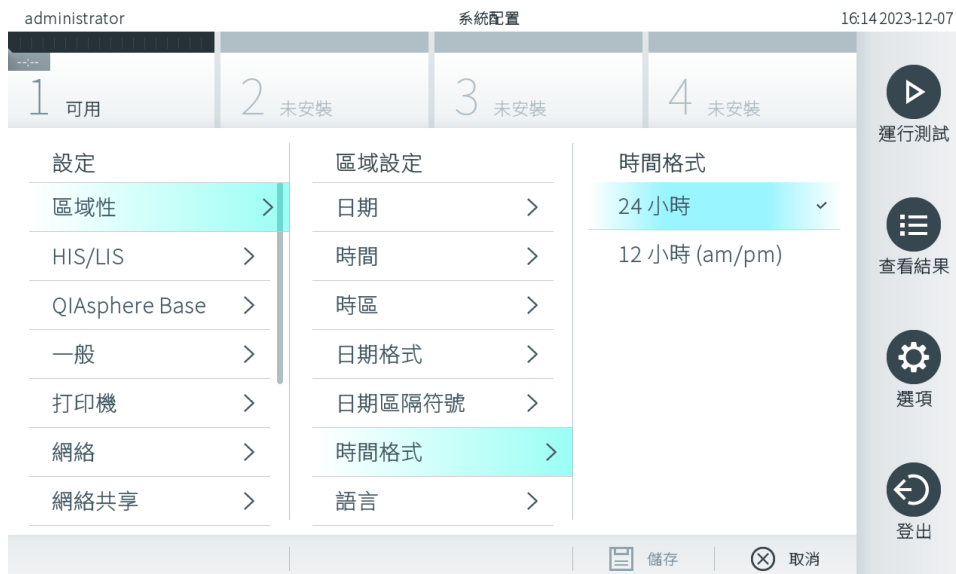 administrator
系統配置
16:14 2023-12-07
--:--
1 可用
2 未安裝
3 未安裝
4 未安裝
運行測試
查看結果
選項
登出
設定
區域性
HIS/LIS
QIAsphere Base
一般
打印機
網絡
網絡共享
區域設定
日期
時間
時區
日期格式
日期區隔符號
時間格式
語言
時間格式
24 小時
12 小時 (am/pm)
儲存
取消